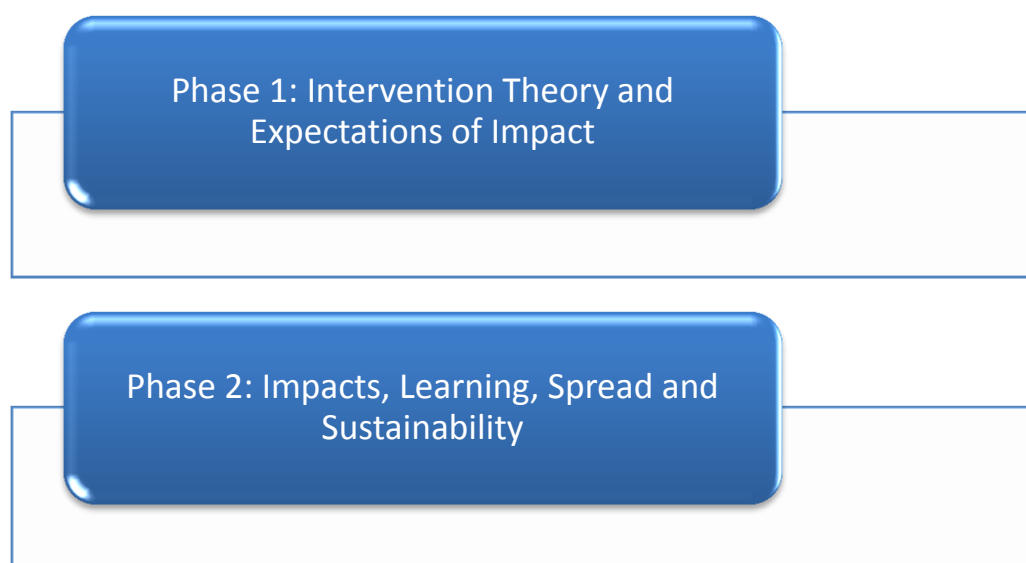 Phase 1: Intervention Theory and
Expectations of Impact
Phase 2: Impacts, Learning, Spread and
Sustainability